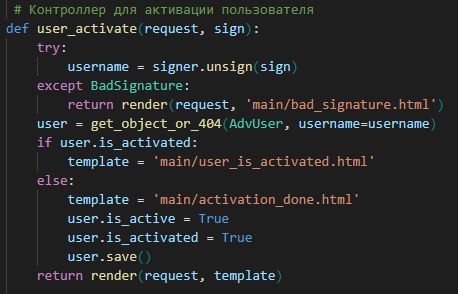 # Контроллер для активации пользователя
def user_activate(request, sign):
    try:
        username = signer.unsign(sign)
    except BadSignature:
        return render(request, 'main/bad_signature.html')
    user = get_object_or_404(AdvUser, username=username)
    if user.is_activated:
        template = 'main/user_is_activated.html'
    else:
        template = 'main/activation_done.html'
        user.is_active = True
        user.is_activated = True
        user.save()
    return render(request, template)